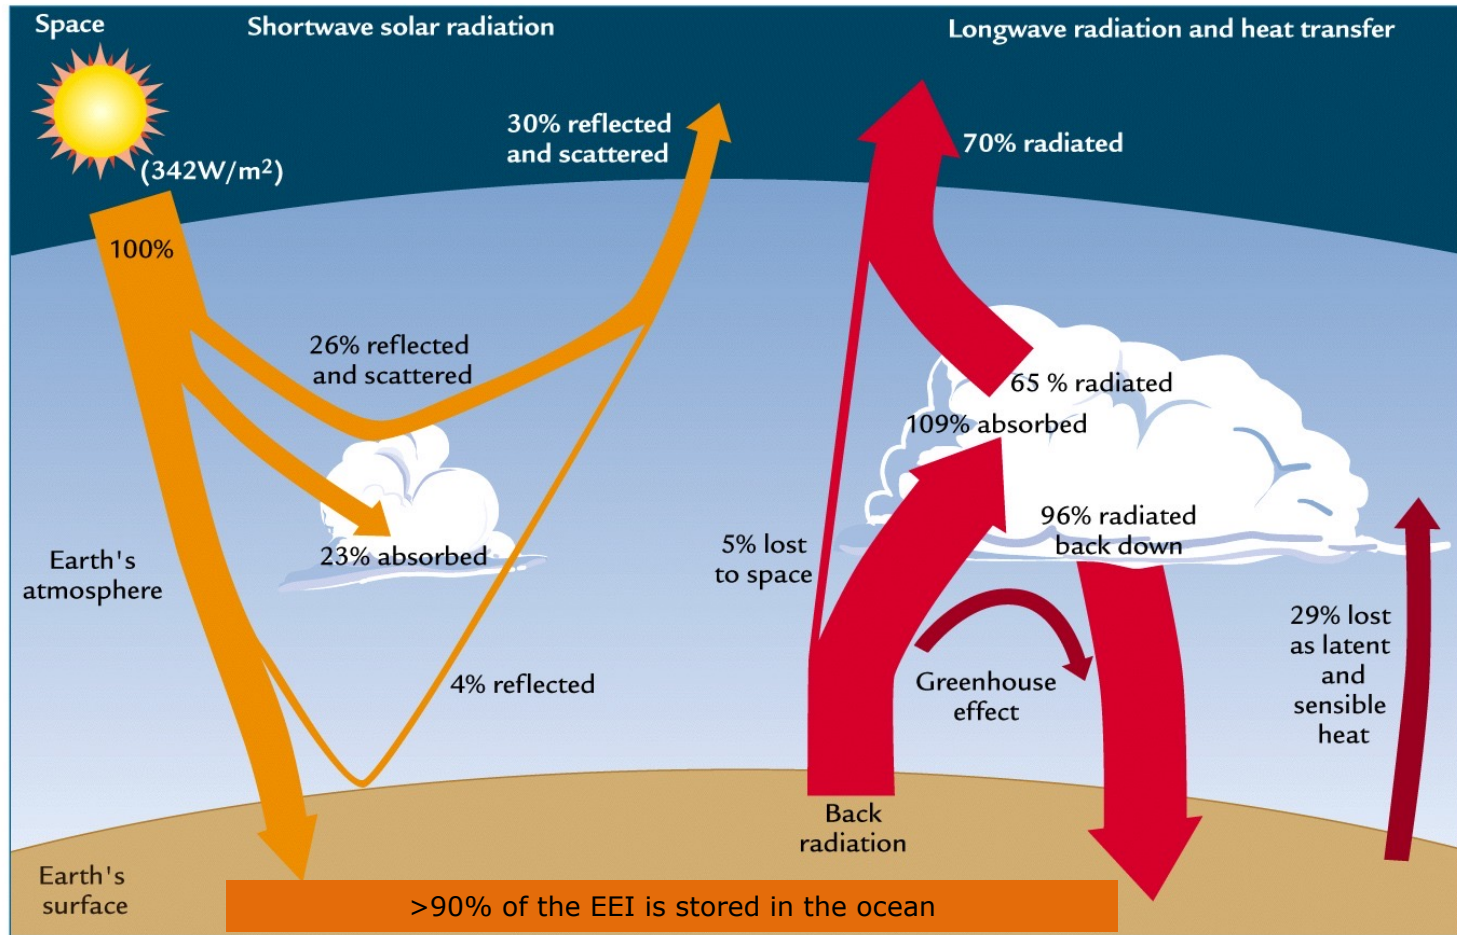 Space
Shortwave solar radiation
Longwave radiation and heat transfer
(342W/m²)
100%
30% reflected
and scattered
70% radiated
26% reflected
and scattered
65 % radiated
109% absorbed
23% absorbed
96% radiated
back down
5% lost
to space
Earth's
atmosphere
4% reflected
Greenhouse
effect
29% lost
as latent
and
sensible
heat
Back
radiation
Earth's
surface
>90% of the EEI is stored in the ocean